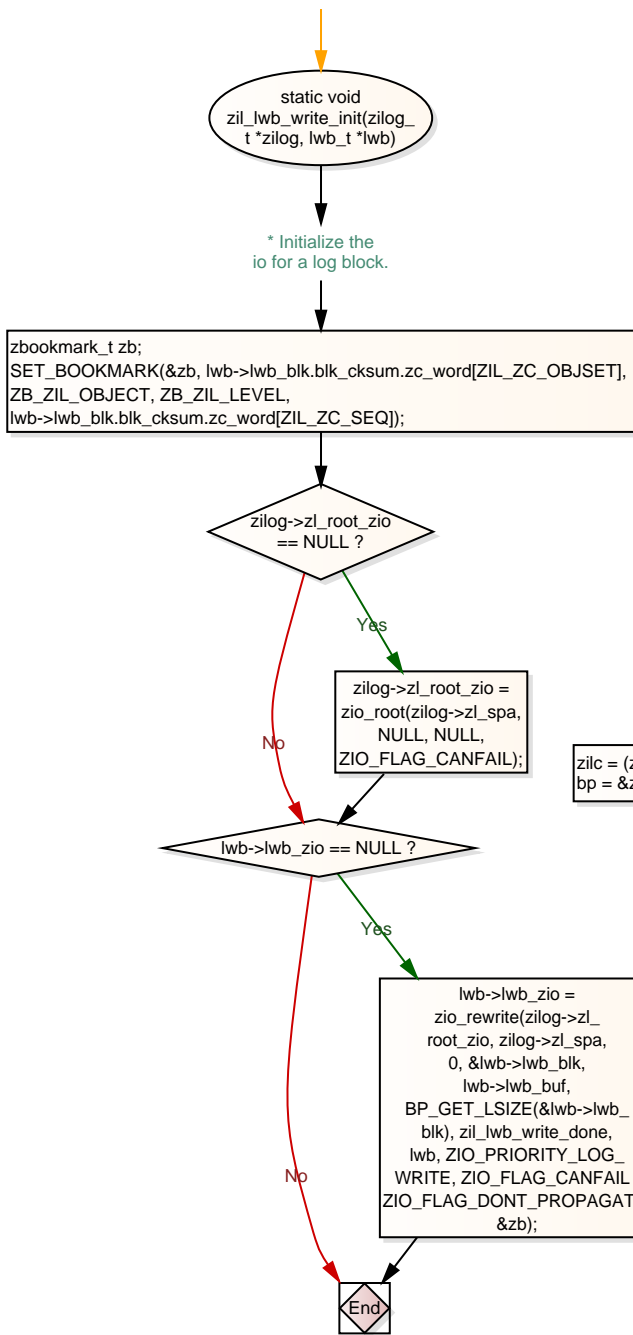 static void
zil_lwb_write_init(zilog_
t *zilog, lwb_t *lwb)
* Initialize the
io for a log block.
zbookmark_t zb;
SET_BOOKMARK(&zb, lwb->lwb_blk.blk_cksum.zc_word[ZIL_ZC_OBJSET],
ZB_ZIL_OBJECT, ZB_ZIL_LEVEL,
lwb->lwb_blk.blk_cksum.zc_word[ZIL_ZC_SEQ]);
zilog->zl_root_zio
== NULL ?
Yes
zilog->zl_root_zio =
zio_root(zilog->zl_spa,
NULL, NULL,
ZIO_FLAG_CANFAIL);
No
zilc = (z
bp = &z
lwb->lwb_zio == NULL ?
Yes
lwb->lwb_zio =
zio_rewrite(zilog->zl_
root_zio, zilog->zl_spa,
0, &lwb->lwb_blk,
lwb->lwb_buf,
BP_GET_LSIZE(&lwb->lwb_
blk), zil_lwb_write_done,
lwb, ZIO_PRIORITY_LOG_
WRITE, ZIO_FLAG_CANFAIL
ZIO_FLAG_DONT_PROPAGAT
&zb);
No
End